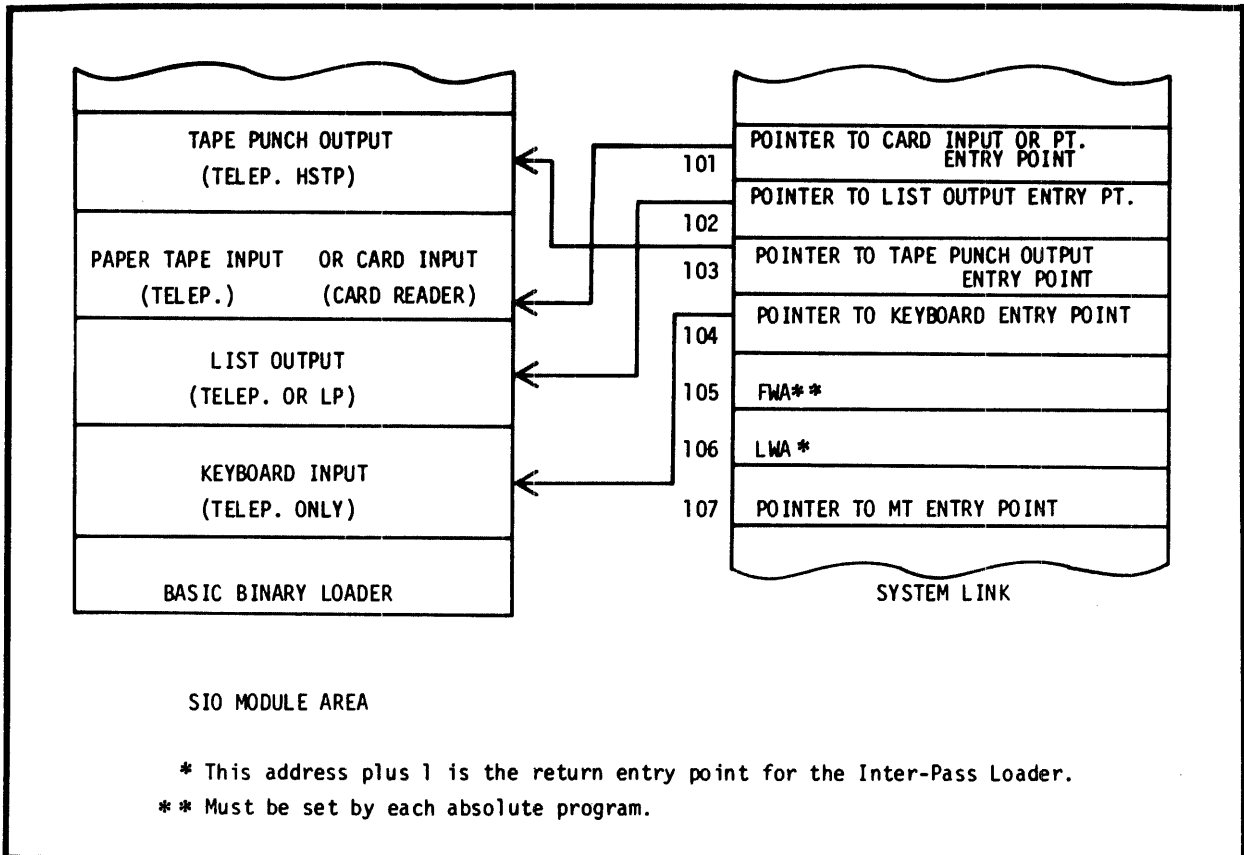 TAPE PUNCH OUTPUT
(TELEP. HSTP)
PAPER TAPE INPUT OR CARD INPUT
(TELEP.) (CARD READER)
LIST OUTPUT
(TELEP. OR LP)
KEYBOARD INPUT
(TELEP. ONLY)
BASIC BINARY LOADER
101
POINTER TO CARD INPUT OR PT.
ENTRY POINT
102
POINTER TO LIST OUTPUT ENTRY PT.
103
POINTER TO TAPE PUNCH OUTPUT
ENTRY POINT
104
POINTER TO KEYBOARD ENTRY POINT
105
FWA**
106
LWA*
107
POINTER TO MT ENTRY POINT
SYSTEM LINK
SIO MODULE AREA
* This address plus 1 is the return entry point for the Inter-Pass Loader.
** Must be set by each absolute program.